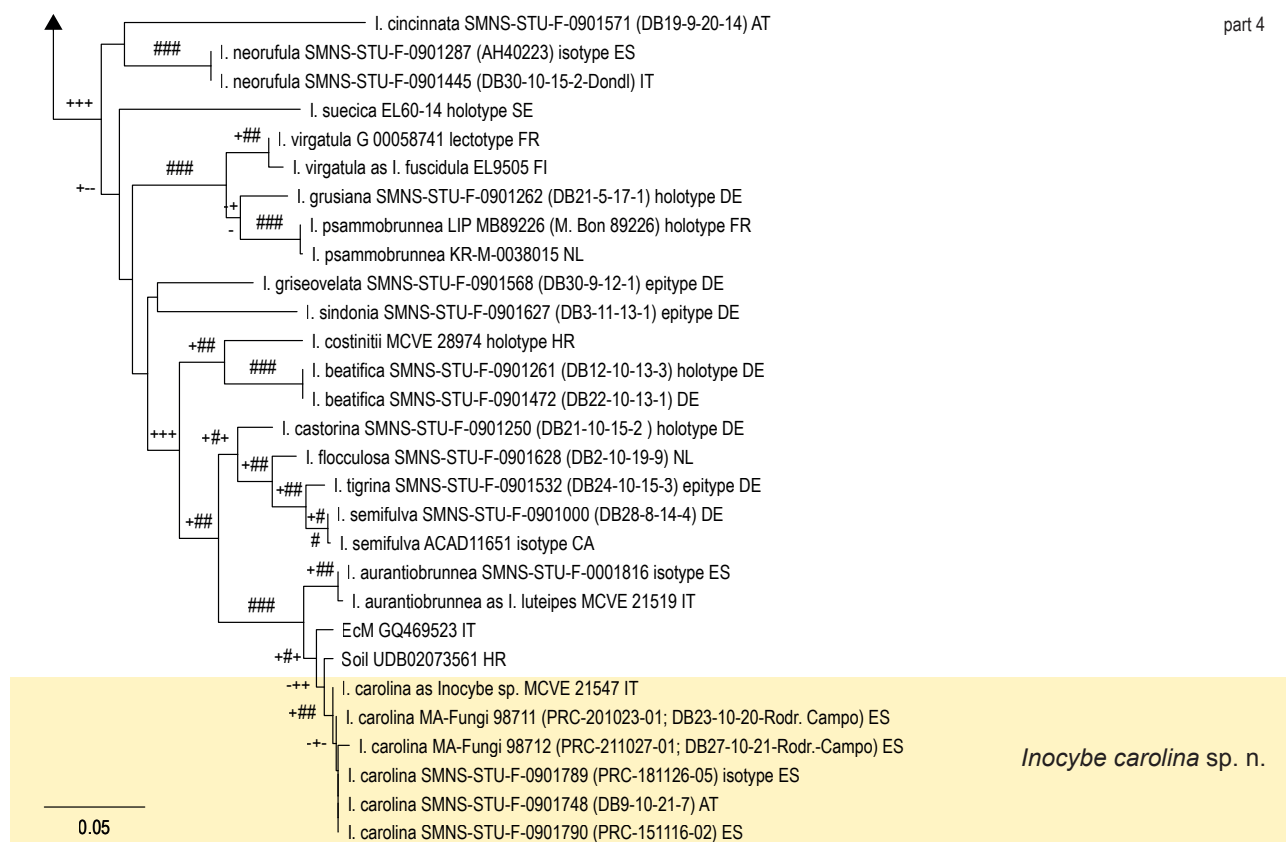 part 4
I. cincinnata SMNS-STU-F-0901571 (DB19-9-20-14) AT
###
I. neorufula SMNS-STU-F-0901287 (AH40223) isotype ES
I. neorufula SMNS-STU-F-0901445 (DB30-10-15-2-Dondl) IT
+++
I. suecica EL60-14 holotype SE
+##
I. virgatula G 00058741 lectotype FR
###
I. virgatula as I. fuscidula EL9505 FI
+--
I. grusiana SMNS-STU-F-0901262 (DB21-5-17-1) holotype DE
-+
-
###
I. psammobrunnea LIP MB89226 (M. Bon 89226) holotype FR
I. psammobrunnea KR-M-0038015 NL
I. griseovelata SMNS-STU-F-0901568 (DB30-9-12-1) epitype DE
I. sindonia SMNS-STU-F-0901627 (DB3-11-13-1) epitype DE
+##
I. costinitii MCVE 28974 holotype HR
###
I. beatifica SMNS-STU-F-0901261 (DB12-10-13-3) holotype DE
I. beatifica SMNS-STU-F-0901472 (DB22-10-13-1) DE
+++
+#+
I. castorina SMNS-STU-F-0901250 (DB21-10-15-2 ) holotype DE
+##
I. flocculosa SMNS-STU-F-0901628 (DB2-10-19-9) NL
+##
I. tigrina SMNS-STU-F-0901532 (DB24-10-15-3) epitype DE
+##
+#
#
I. semifulva SMNS-STU-F-0901000 (DB28-8-14-4) DE
I. semifulva ACAD11651 isotype CA
+##
I. aurantiobrunnea SMNS-STU-F-0001816 isotype ES
###
I. aurantiobrunnea as I. luteipes MCVE 21519 IT
EcM GQ469523 IT
+#+
Soil UDB02073561 HR
-++
I. carolina as Inocybe sp. MCVE 21547 IT
+##
I. carolina MA-Fungi 98711 (PRC-201023-01; DB23-10-20-Rodr. Campo) ES
-+-
I. carolina MA-Fungi 98712 (PRC-211027-01; DB27-10-21-Rodr.-Campo) ES
Inocybe carolina sp. n.
I. carolina SMNS-STU-F-0901789 (PRC-181126-05) isotype ES
I. carolina SMNS-STU-F-0901748 (DB9-10-21-7) AT
I. carolina SMNS-STU-F-0901790 (PRC-151116-02) ES
0.05